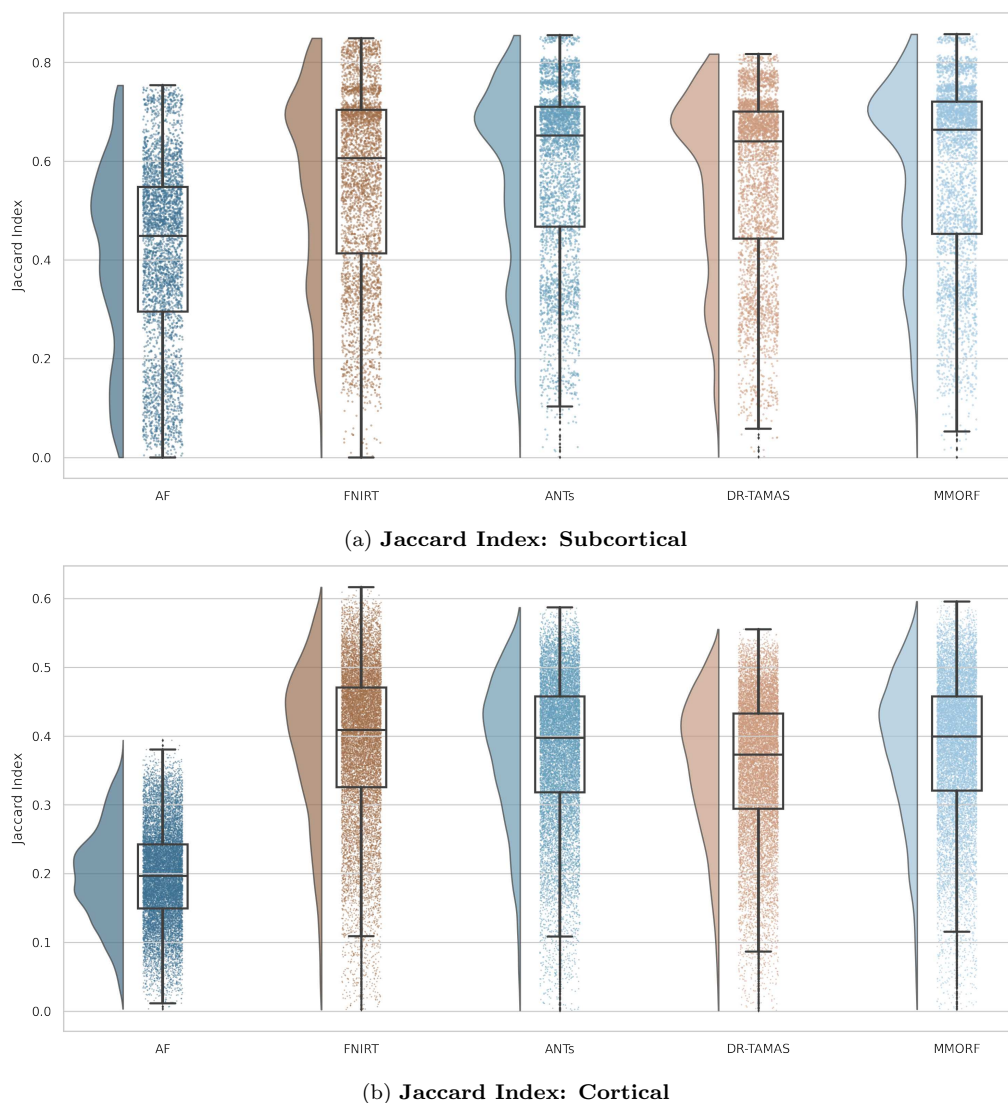 Jaccard Index
0.8
0.6
0.4
0.2
0.0
AF FNIRT ANTs DR-TAMAS MMORF
(a) Jaccard Index: Subcortical
Jaccard Index
0.6
0.5
0.4
0.3
0.2
0.1
0.0
AF FNIRT ANTs DR-TAMAS MMORF
(b) Jaccard Index: Cortical